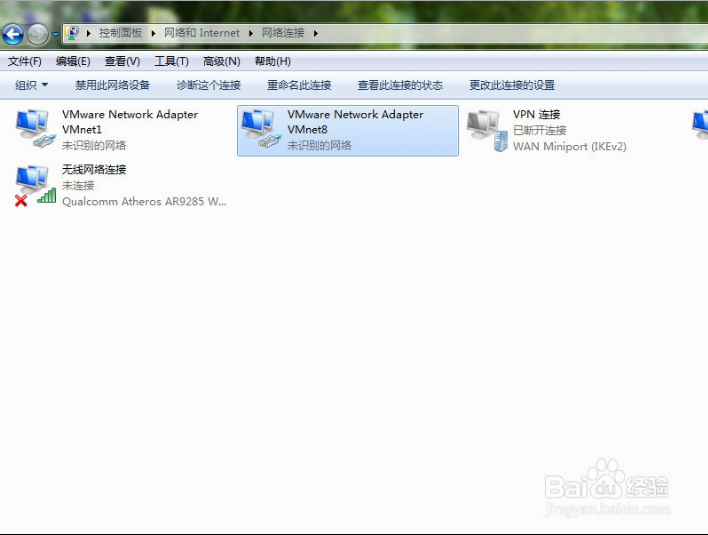 控制面板 网络和 Internet 网络连接
文件(F) 编辑(E) 查看(V) 工具(T) 高级(N) 帮助(H)
组织 禁用此网络设备 诊断这个连接 重命名此连接 查看此连接的状态 更改此连接的设置
VMware Network Adapter
VMnet1
未识别的网络
VMware Network Adapter
VMnet8
未识别的网络
VPN 连接
已断开连接
WAN Miniport (IKEv2)
无线网络连接
未连接
Qualcomm Atheros AR9285 W...
Baidu 经验
jingyan.baidu.com